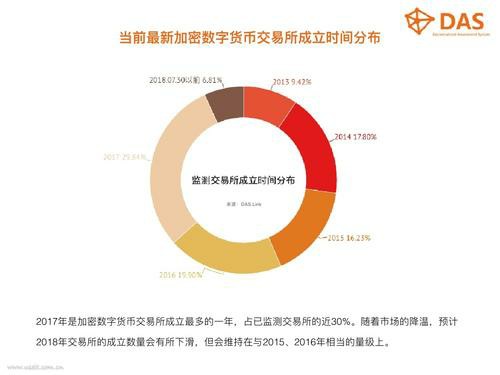 DAS
Decentralized Assessment System
当前最新加密数字货币交易所成立时间分布
2018.07.30以前 6.81%
2013 9.42%
2014 17.80%
2017 29.84%
监测交易所成立时间分布
来源：DAS.Link
2015 16.23%
2016 19.90%
2017年是加密数字货币交易所成立最多的一年，占已监测交易所的近30%。随着市场的降温，预计
2018年交易所的成立数量会有所下滑，但会维持在与2015、2016年相当的量级上。